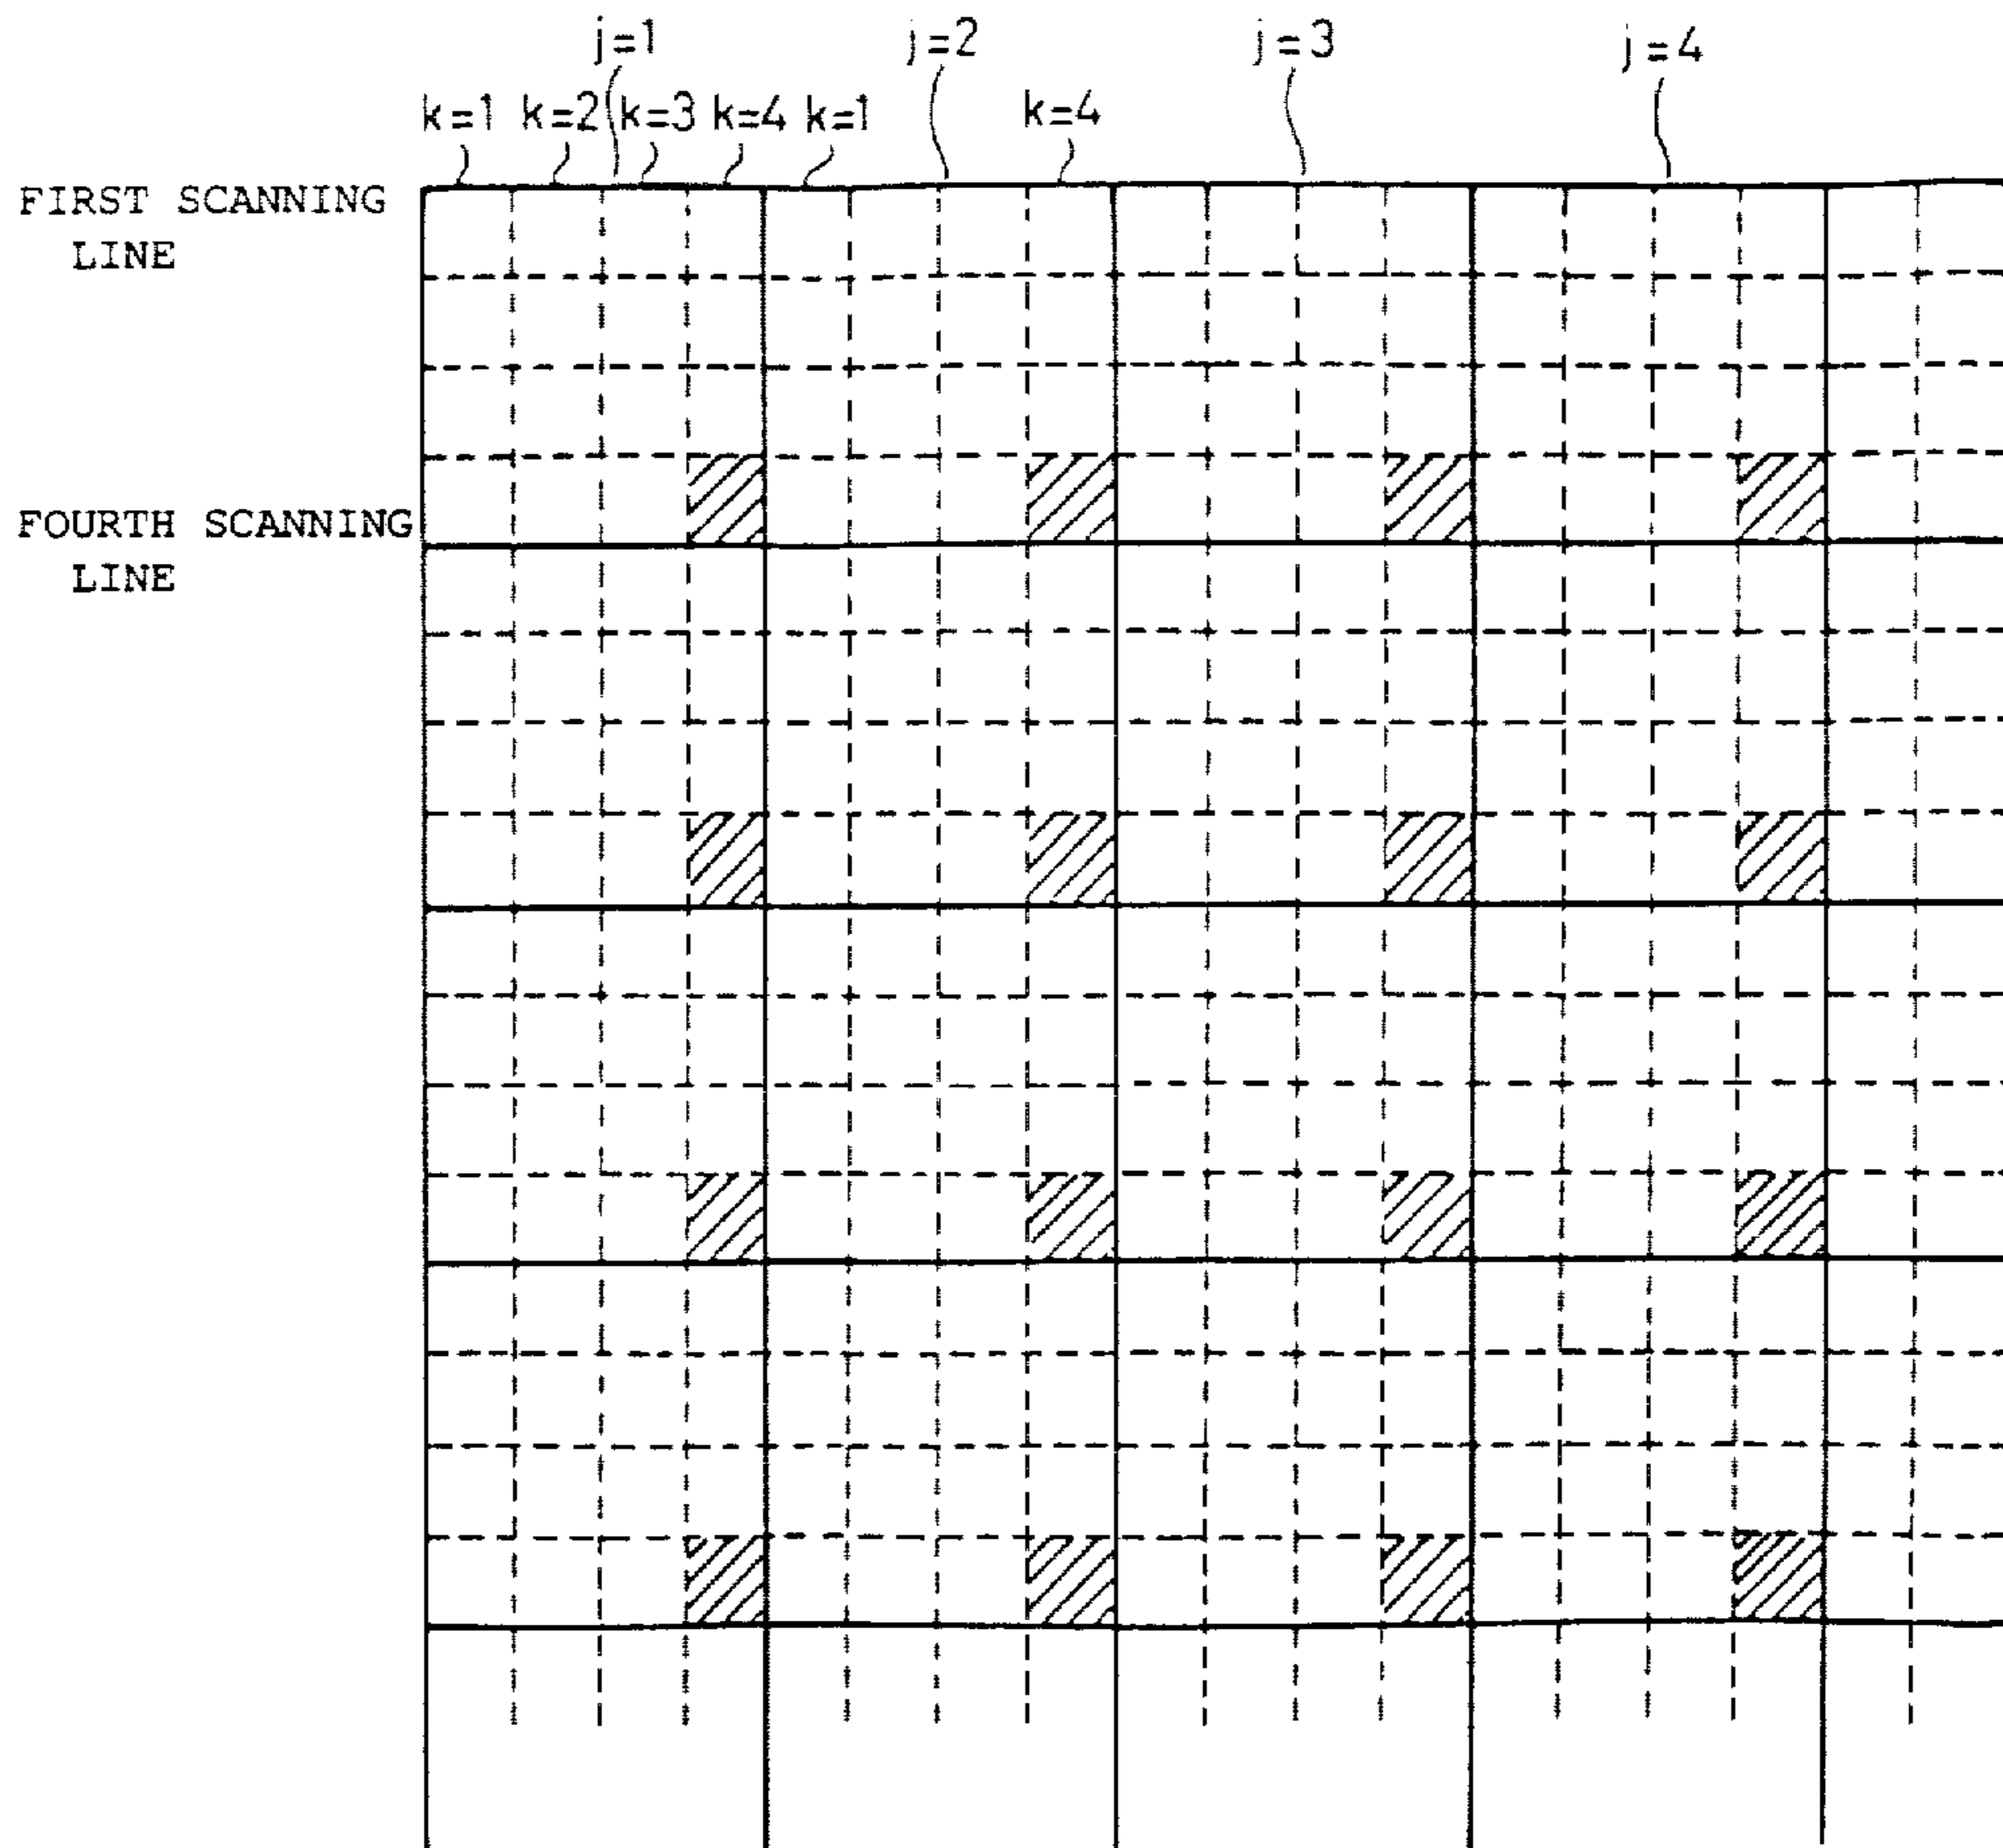 j=1 j=2 j=3 j=4
k=1 k=2 k=3 k=4 k=1 k=4
FIRST SCANNING
LINE
FOURTH SCANNING
LINE